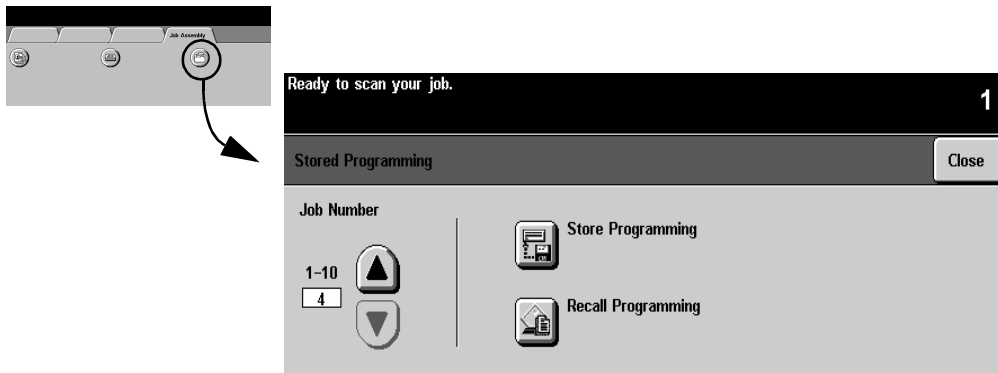 Job Assembly
Ready to scan your job.
1
Stored Programming
Close
Job Number
1-10
4
Store Programming
Recall Programming